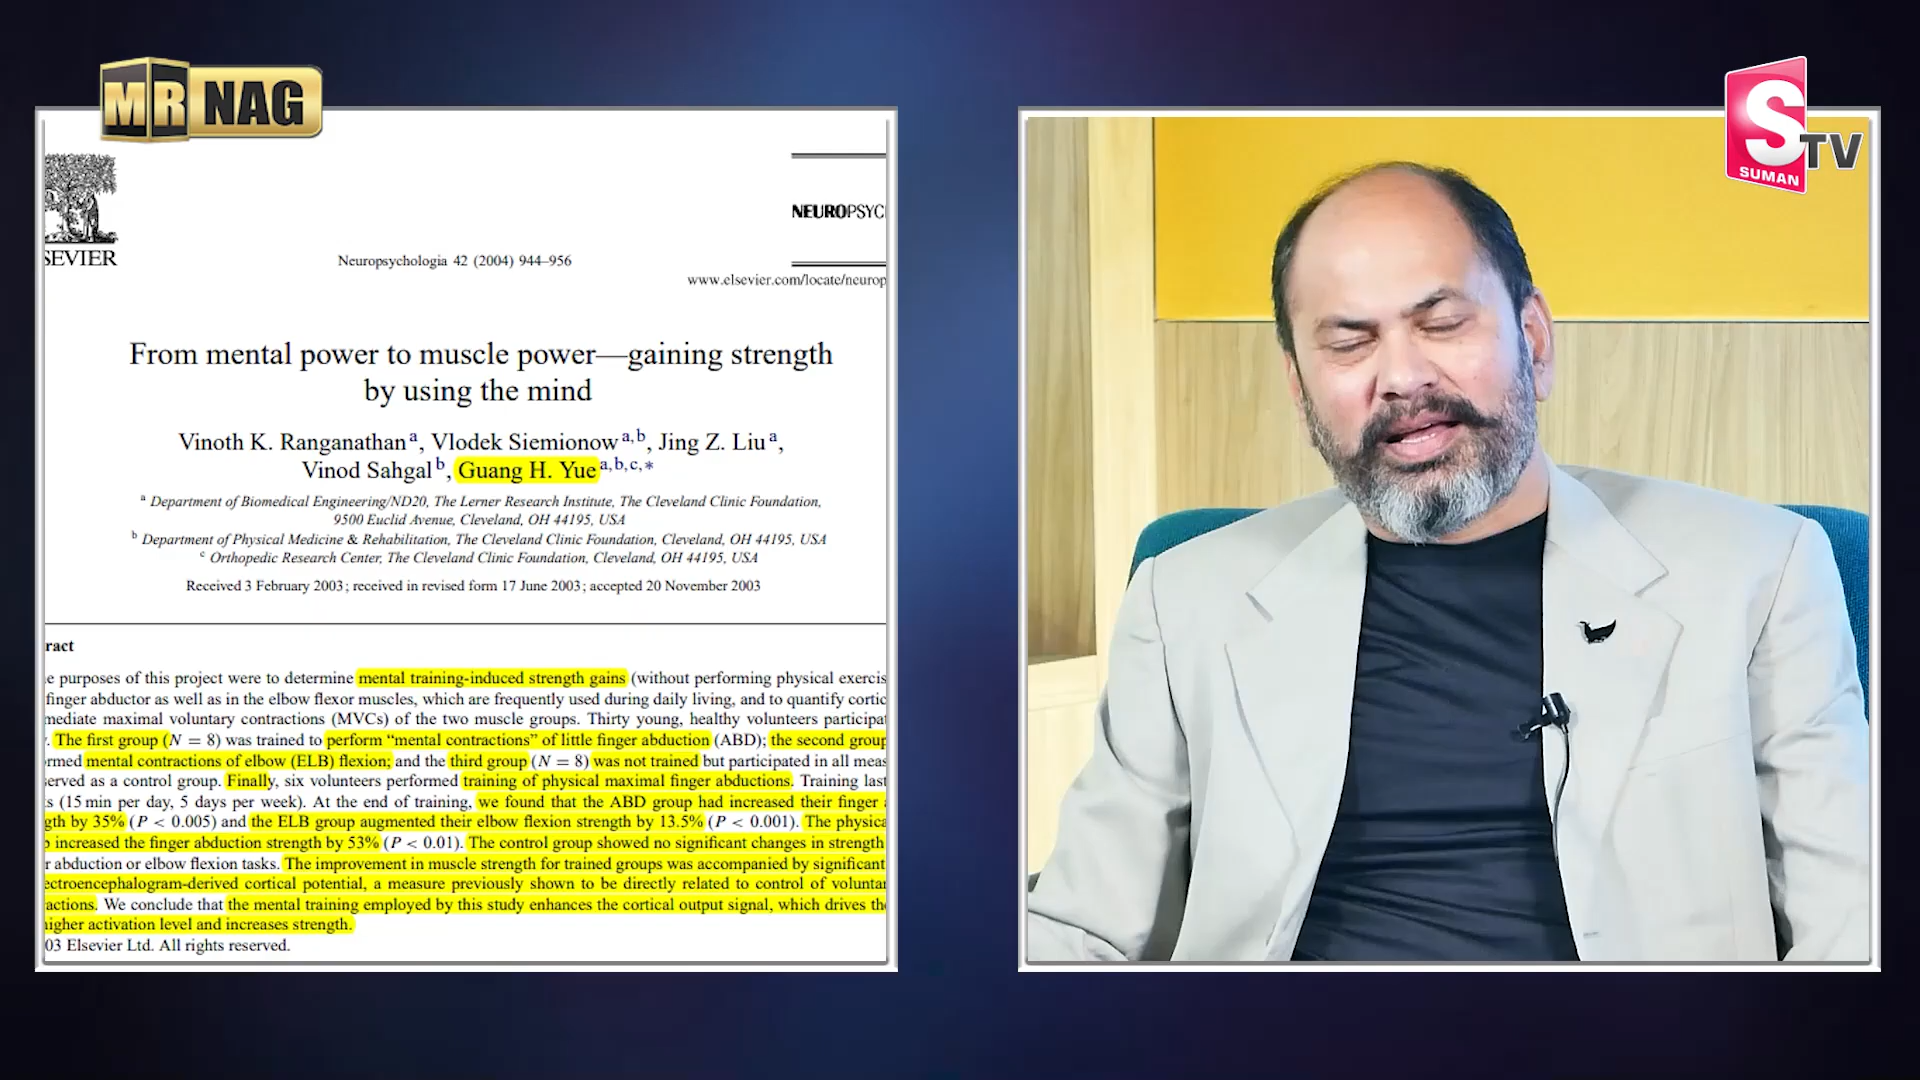 MR NAG
S TV
SUMAN
SEVIER
NEUROPSYC
Neuropsychologia 42 (2004) 944–956
www.elsevier.com/locate/neurop
From mental power to muscle power—gaining strength
by using the mind
Vinoth K. Ranganathan a, Vlodek Siemionow a,b, Jing Z. Liu a,
Vinod Sahgal b, Guang H. Yue a,b,c,*
a Department of Biomedical Engineering/ND20, The Lerner Research Institute, The Cleveland Clinic Foundation,
9500 Euclid Avenue, Cleveland, OH 44195, USA
b Department of Physical Medicine & Rehabilitation, The Cleveland Clinic Foundation, Cleveland, OH 44195, USA
c Orthopedic Research Center, The Cleveland Clinic Foundation, Cleveland, OH 44195, USA
Received 3 February 2003; received in revised form 17 June 2003; accepted 20 November 2003
ract
e purposes of this project were to determine mental training-induced strength gains (without performing physical exercis
finger abductor as well as in the elbow flexor muscles, which are frequently used during daily living, and to quantify cortic
mediate maximal voluntary contractions (MVCs) of the two muscle groups. Thirty young, healthy volunteers participat
. The first group (N = 8) was trained to perform “mental contractions” of little finger abduction (ABD); the second group
rmed mental contractions of elbow (ELB) flexion; and the third group (N = 8) was not trained but participated in all meas
erved as a control group. Finally, six volunteers performed training of physical maximal finger abductions. Training last
s (15 min per day, 5 days per week). At the end of training, we found that the ABD group had increased their finger
gth by 35% (P < 0.005) and the ELB group augmented their elbow flexion strength by 13.5% (P < 0.001). The physica
increased the finger abduction strength by 53% (P < 0.01). The control group showed no significant changes in strength
r abduction or elbow flexion tasks. The improvement in muscle strength for trained groups was accompanied by significant
ectroencephalogram-derived cortical potential, a measure previously shown to be directly related to control of voluntar
actions. We conclude that the mental training employed by this study enhances the cortical output signal, which drives the
igher activation level and increases strength.
03 Elsevier Ltd. All rights reserved.